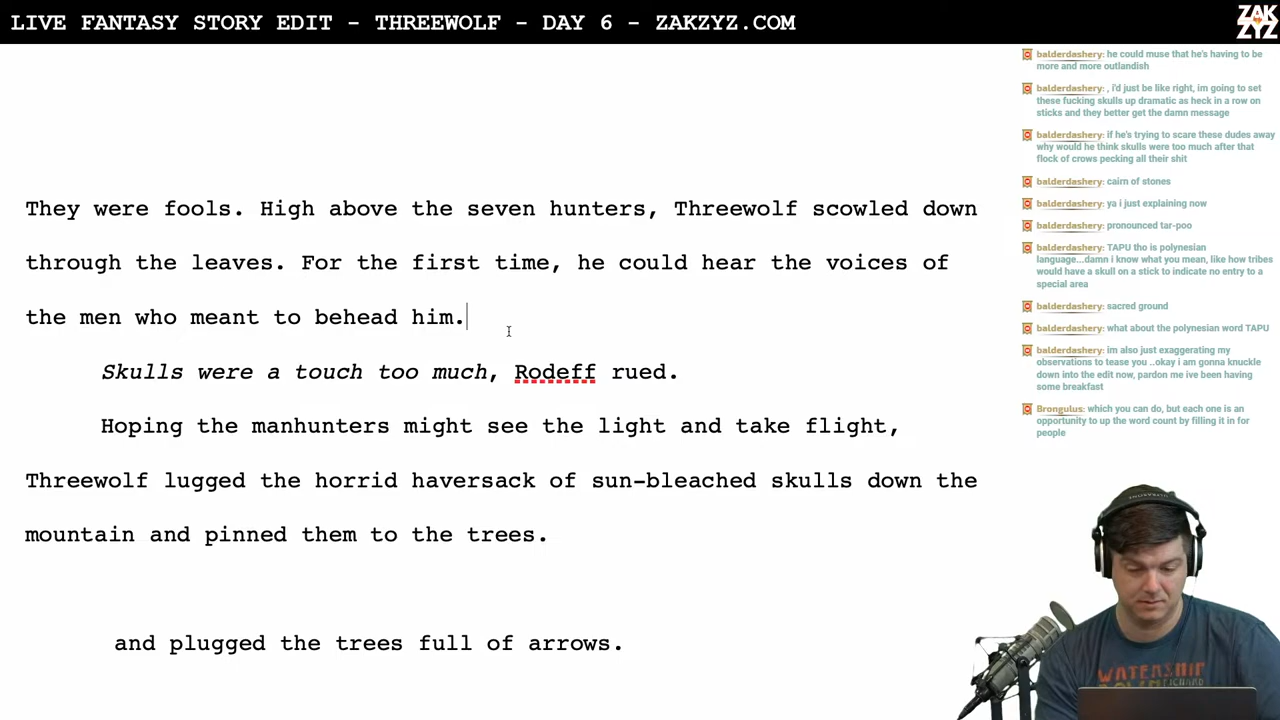 LIVE FANTASY STORY EDIT - THREEWOLF - DAY 6 - ZAKZYZ.COM
ZAK
ZYZ
They were fools. High above the seven hunters, Threewolf scowled down
through the leaves. For the first time, he could hear the voices of
the men who meant to behead him.
Skulls were a touch too much, Rodeff rued.
Hoping the manhunters might see the light and take flight,
Threewolf lugged the horrid haversack of sun-bleached skulls down the
mountain and pinned them to the trees.
and plugged the trees full of arrows.
balderdashery: he could muse that he's having to be
more and more outlandish
balderdashery: , i'd just be like right, im going to set
these fucking skulls up dramatic as heck in a row on
sticks and they better get the damn message
balderdashery: if he's trying to scare these dudes away
why would he think skulls were too much after that
flock of crows pecking all their shit
balderdashery: cairn of stones
balderdashery: ya i just explaining now
balderdashery: pronounced tar-poo
balderdashery: TAPU tho is polynesian
language...damn i know what you mean, like how tribes
would have a skull on a stick to indicate no entry to a
special area
balderdashery: sacred ground
balderdashery: what about the polynesian word TAPU
balderdashery: im also just exaggerating my
observations to tease you ..okay i am gonna knuckle
down into the edit now, pardon me ive been having
some breakfast
Brongulus: which you can do, but each one is an
opportunity to up the word count by filling it in for
people
WATERSHIP
DOWN RICHARD